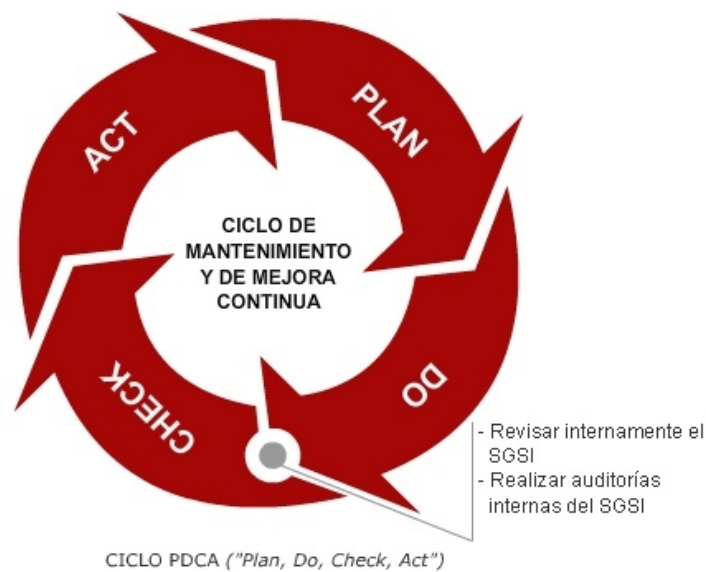 ACT
PLAN
CICLO DE
MANTENIMIENTO
Y DE MEJORA
CONTINUA
CHECK
DO
- Revisar internamente el
SGSI
- Realizar auditorías
internas del SGSI
CICLO PDCA ("Plan, Do, Check, Act")